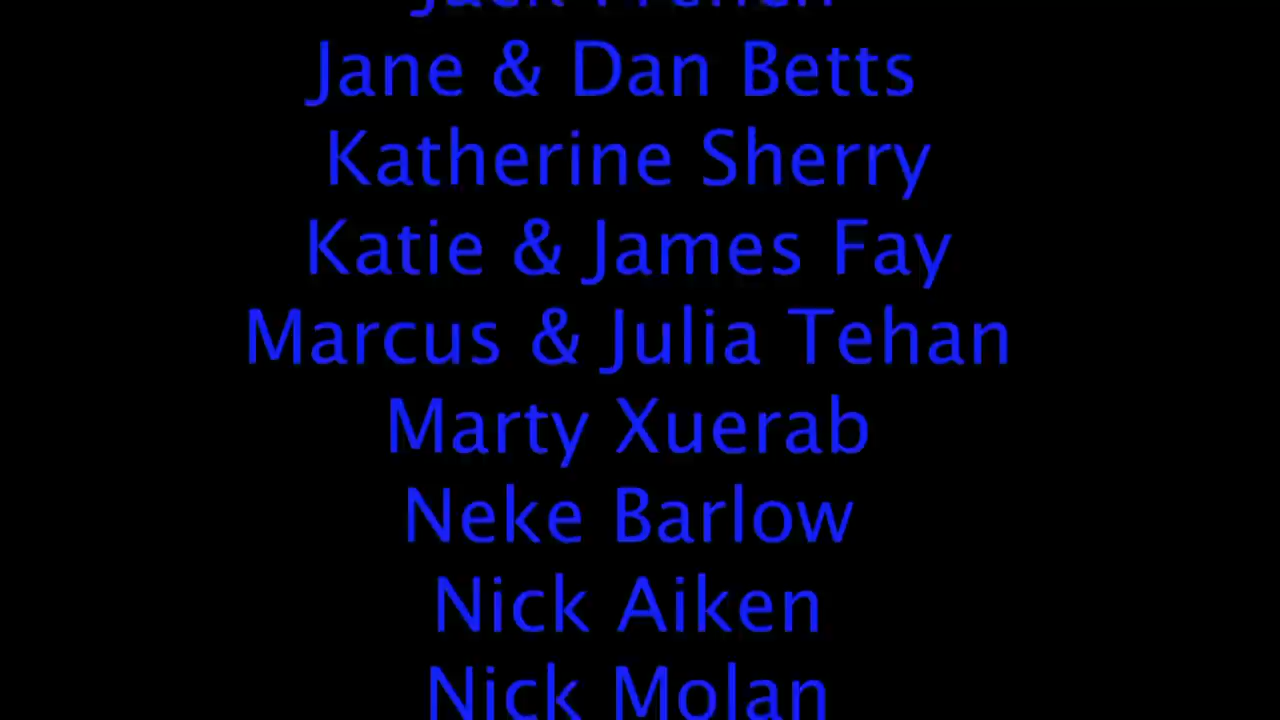 Jane & Dan Betts
Katherine Sherry
Katie & James Fay
Marcus & Julia Tehan
Marty Xuerab
Neke Barlow
Nick Aiken
Nick Molan